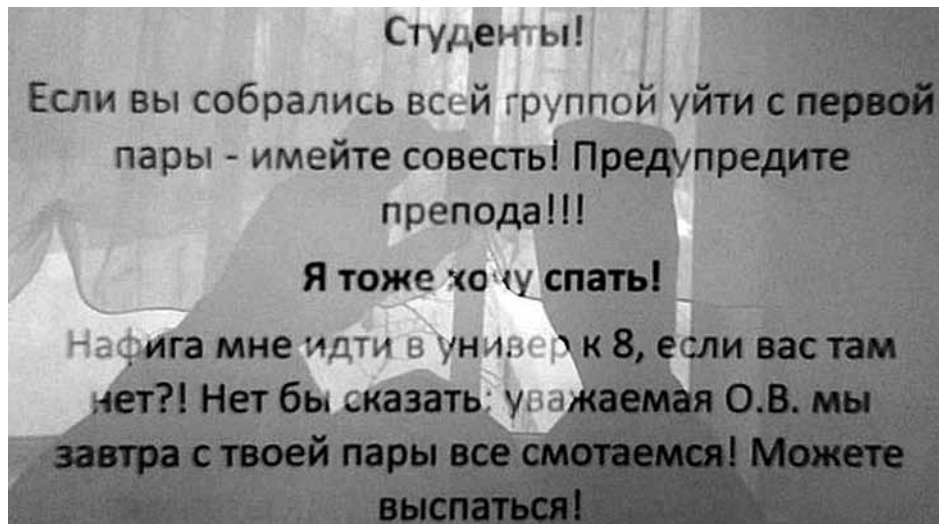 Студенты!
Если вы собрались всей группой уйти с первой
пары - имейте совесть! Предупредите
препода!!!
Я тоже хочу спать!
Нафига мне идти в универ к 8, если вас там
нет?! Нет бы сказать: уважаемая О.В. мы
завтра с твоей пары все смотаемся! Можете
выспаться!